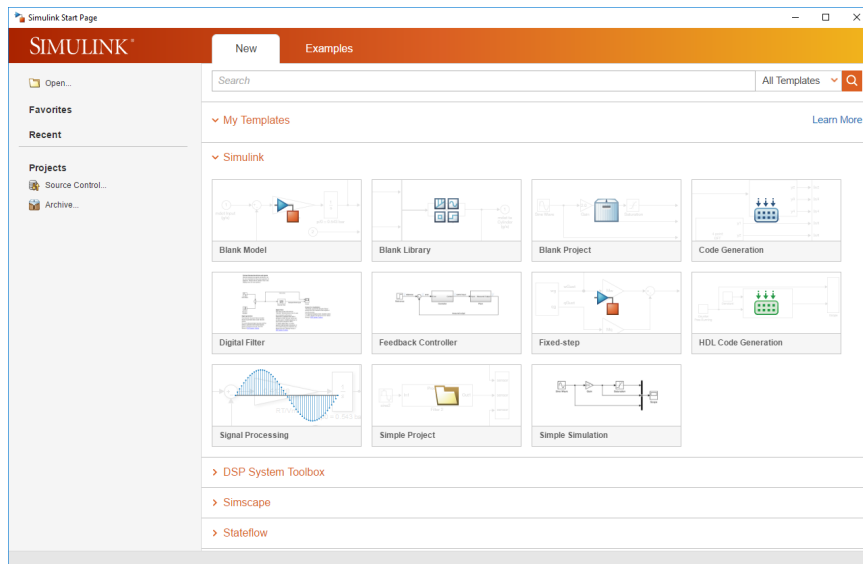 Simulink Start Page
SIMULINK®
New
Examples
Open...
Favorites
Recent
Projects
Source Control...
Archive...
Search
All Templates
My Templates
Learn More
Simulink
Blank Model
Blank Library
Blank Project
Code Generation
Digital Filter
Feedback Controller
Fixed-step
HDL Code Generation
Signal Processing
Simple Project
Simple Simulation
DSP System Toolbox
Simscape
Stateflow